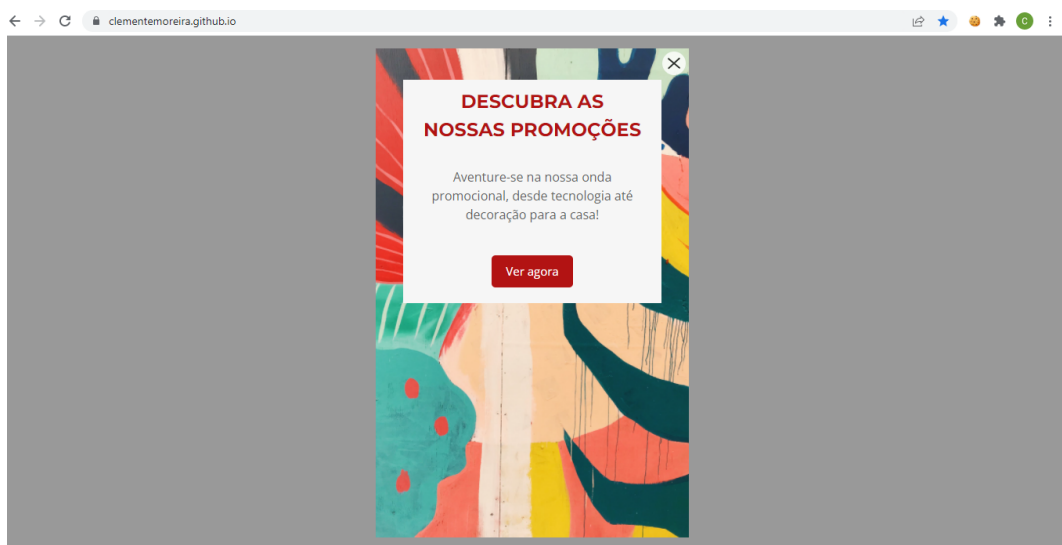 clementemoreira.github.io
C
DESCUBRA AS
NOSSAS PROMOÇÕES
Aventure-se na nossa onda
promocional, desde tecnologia até
decoração para a casa!
Ver agora